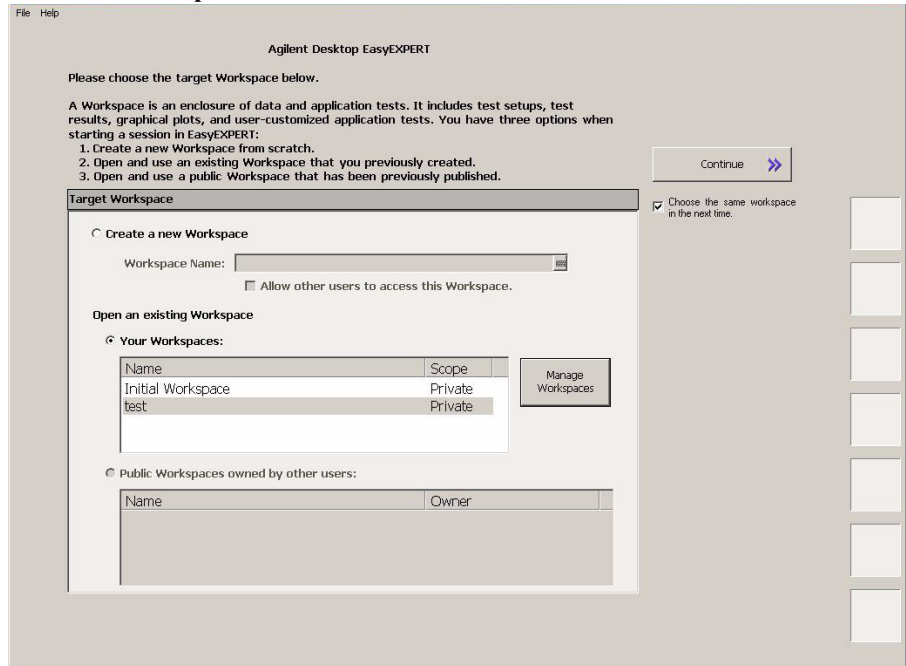 File Help
Agilent Desktop EasyEXPERT
Please choose the target Workspace below.
A Workspace is an enclosure of data and application tests. It includes test setups, test
results, graphical plots, and user-customized application tests. You have three options when
starting a session in EasyEXPERT:
1. Create a new Workspace from scratch.
2. Open and use an existing Workspace that you previously created.
3. Open and use a public Workspace that has been previously published.
Continue
Choose the same workspace
in the next time.
Target Workspace
Create a new Workspace
Workspace Name:
Allow other users to access this Workspace.
Open an existing Workspace
Your Workspaces:
Name Scope
Initial Workspace Private
test Private
Manage
Workspaces
Public Workspaces owned by other users:
Name Owner